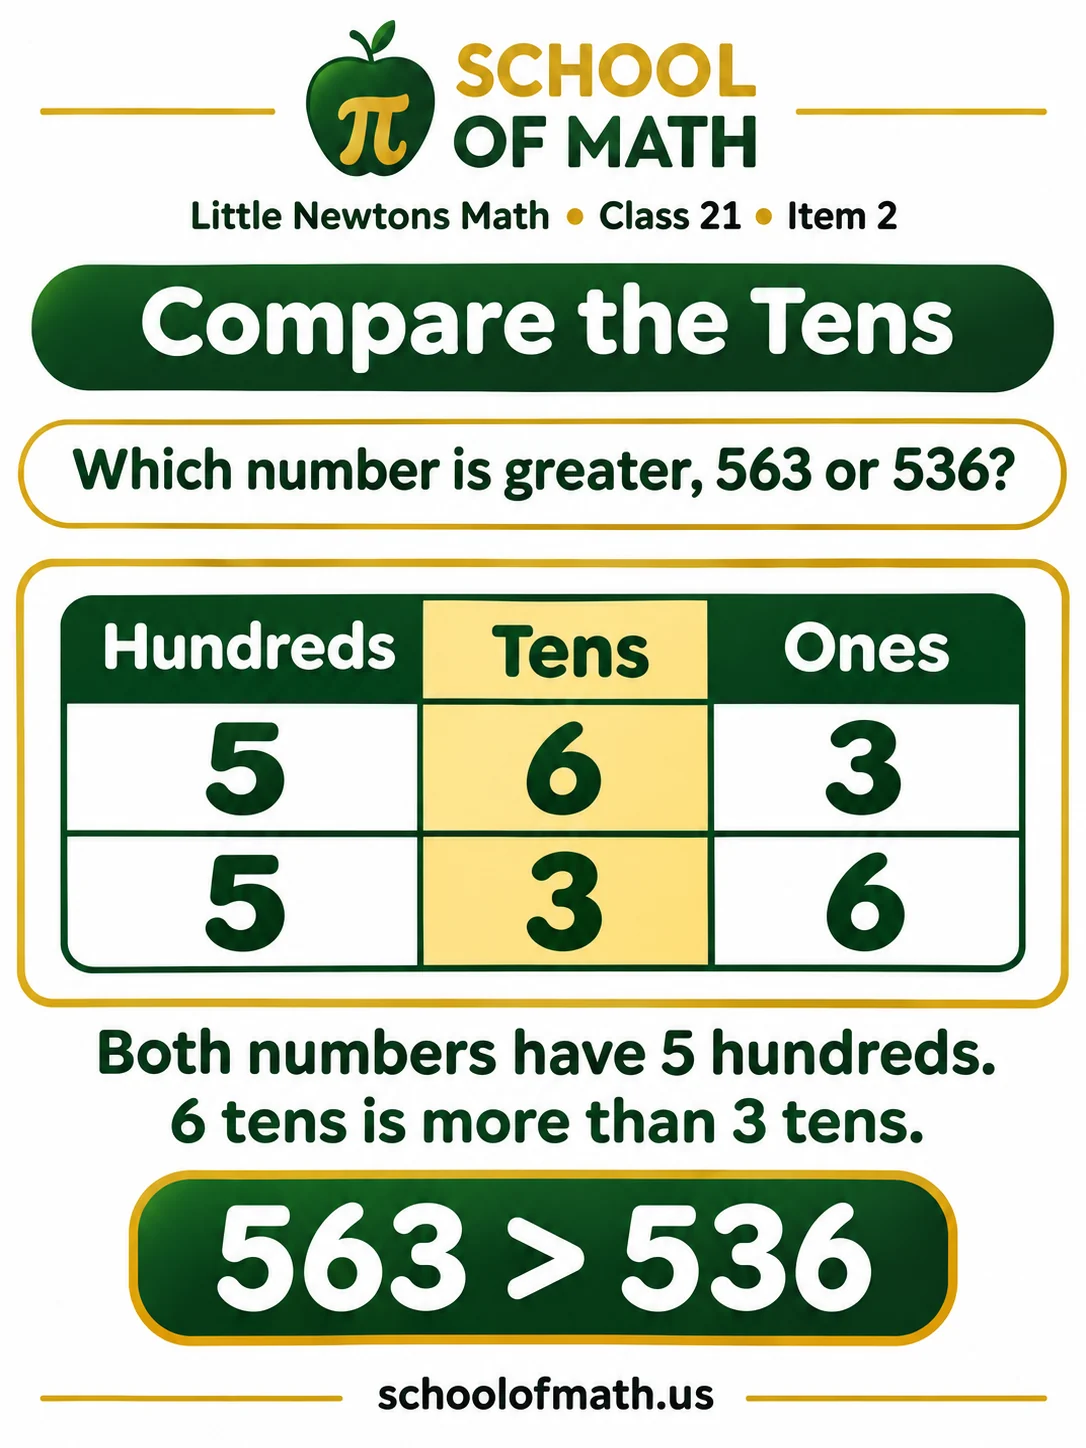 π
SCHOOL
OF MATH
Little Newtons Math • Class 21 • Item 2
Compare the Tens
Which number is greater, 563 or 536?
Hundreds Tens Ones
5 6 3
5 3 6
Both numbers have 5 hundreds.
6 tens is more than 3 tens.
563 > 536
schoolofmath.us